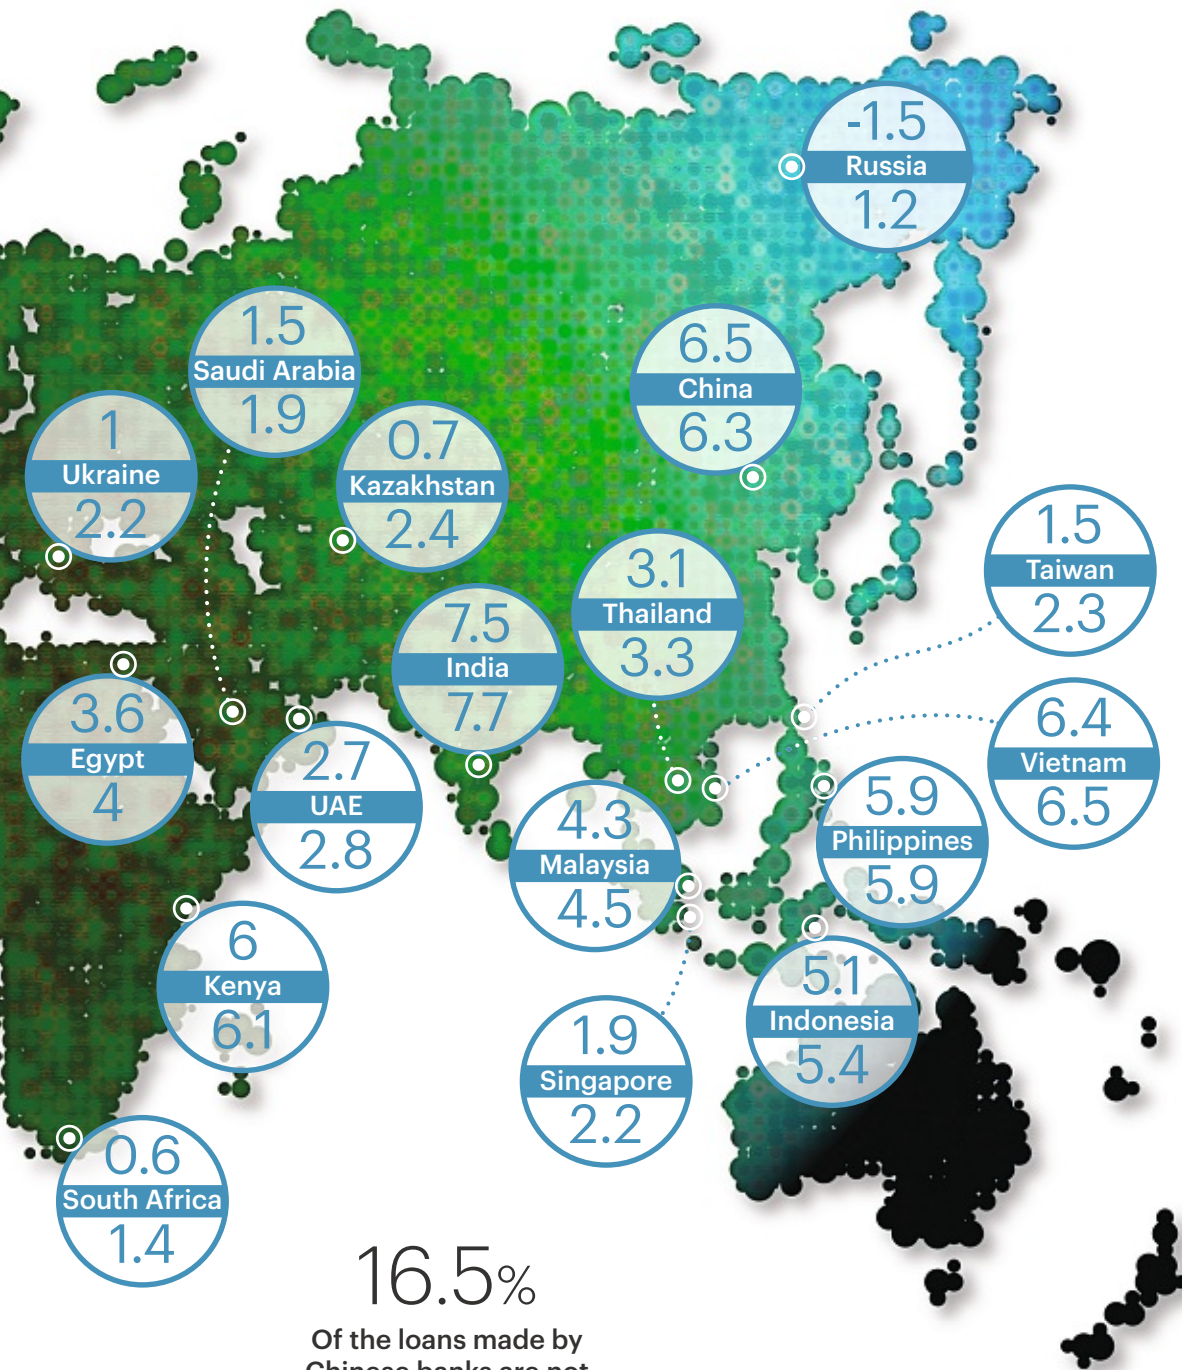 -1.5
Russia
1.2
1.5
Saudi Arabia
1.9
6.5
China
6.3
1
Ukraine
2.2
0.7
Kazakhstan
2.4
1.5
Taiwan
2.3
3.1
Thailand
3.3
7.5
India
7.7
3.6
Egypt
4
6.4
Vietnam
6.5
2.7
UAE
2.8
5.9
Philippines
5.9
4.3
Malaysia
4.5
6
Kenya
6.1
5.1
Indonesia
5.4
1.9
Singapore
2.2
0.6
South Africa
1.4
16.5%
Of the loans made by
Chinese banks are not